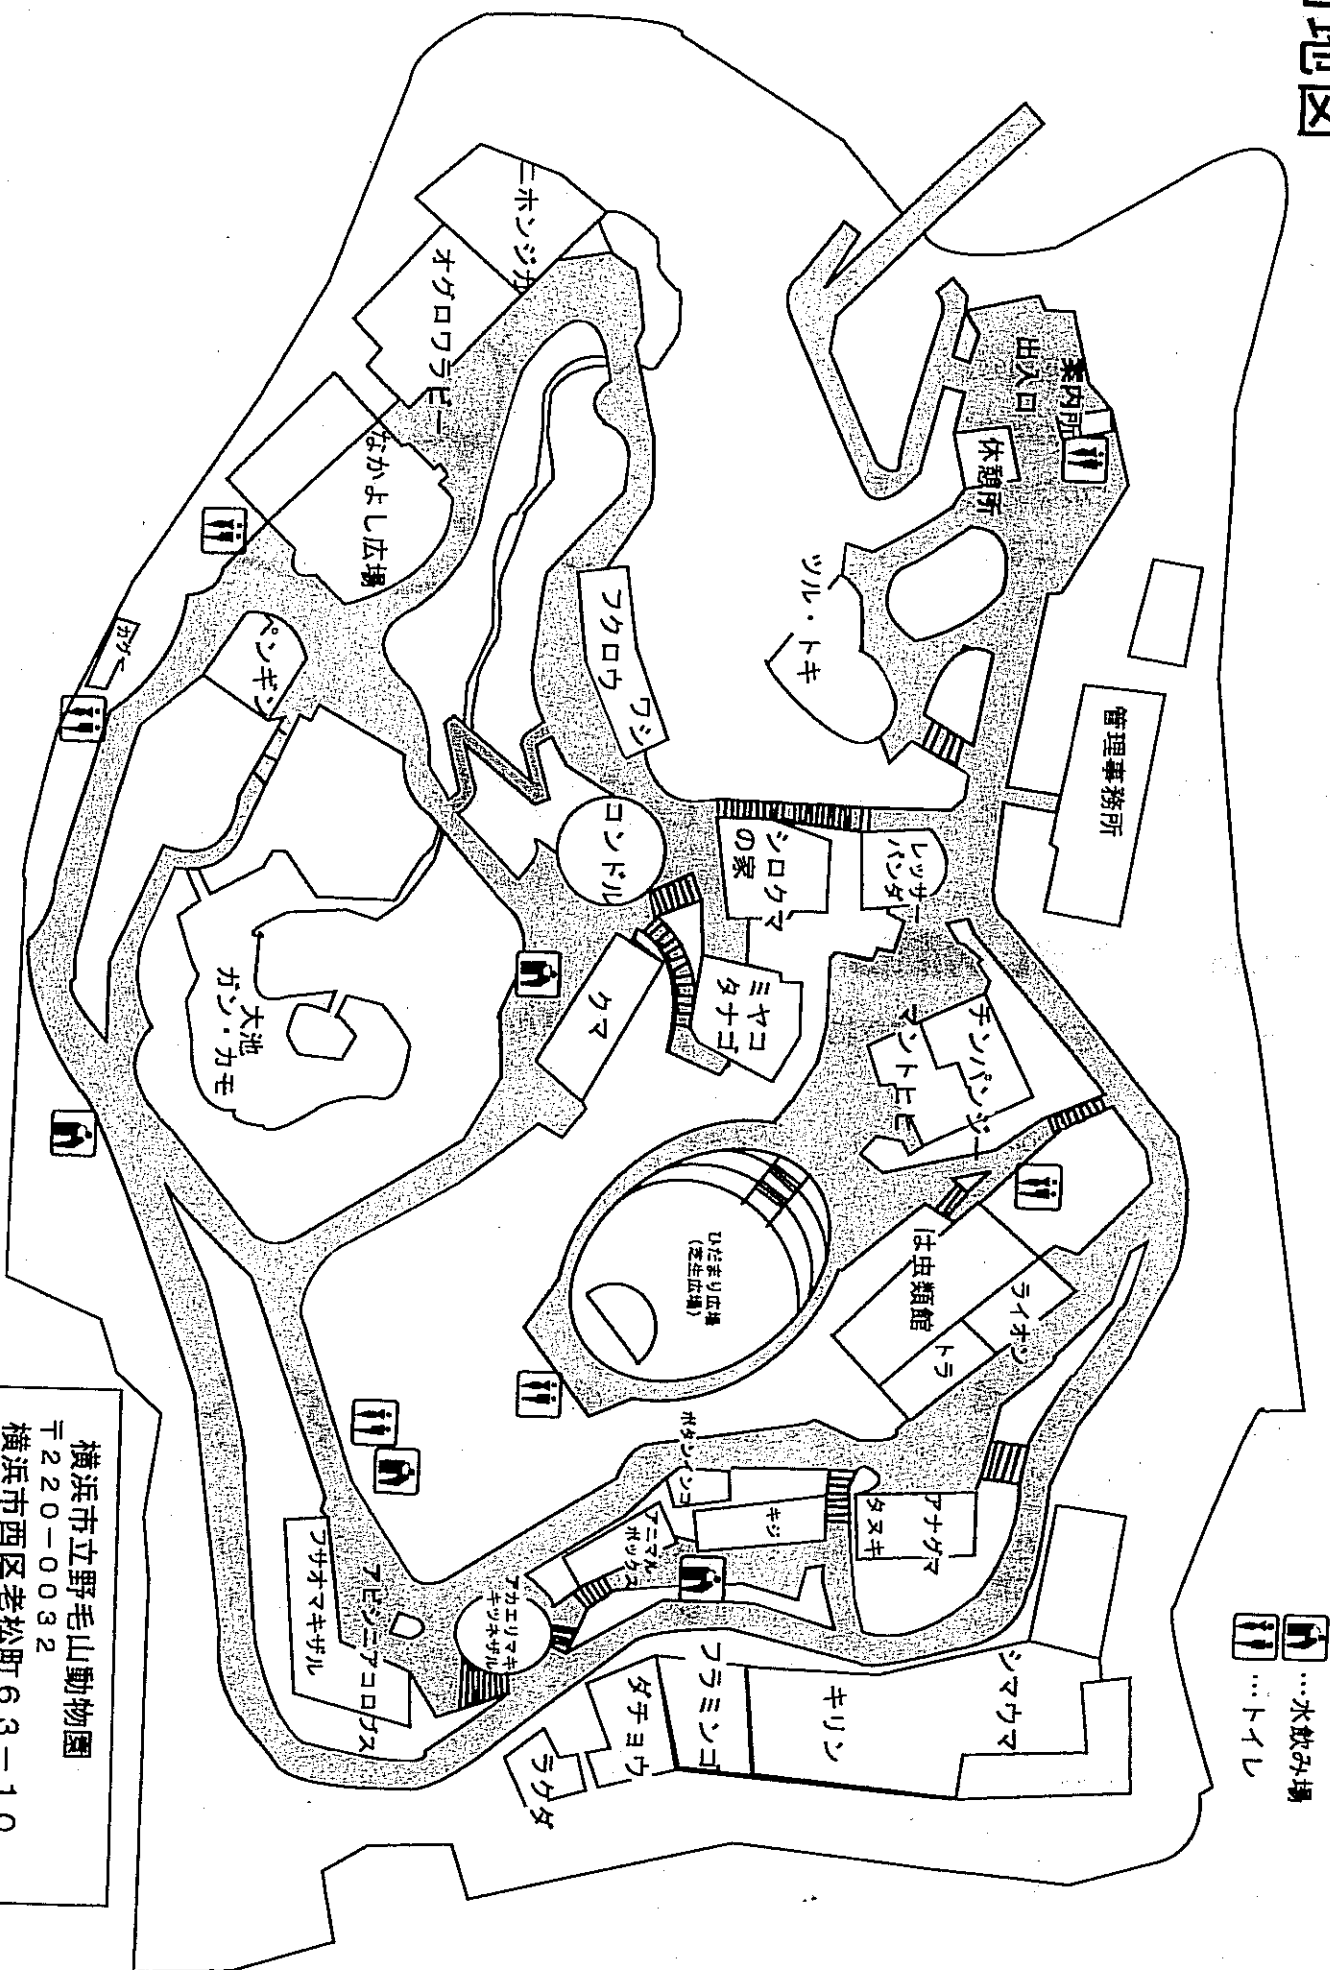 地図
…水飲み場
…トイレ
案内所
出入口
休憩所
管理事務所
ツル・トキ
レッサー
パンダ
シロクマ
の家
フクロウ
ワシ
コンドル
ニホンジカ
オグロワラビー
なかよし広場
ペンギン
カグー
大池
ガン・カモ
クマ
ミヤコ
タナゴ
チンパンジー
マントヒヒ
は虫類館
ライオン
トラ
ひだまり広場
(芝生広場)
アナグマ
タヌキ
キジ
ボタンインコ
アニマル
ボックス
アカエリマキ
キツネザル
アビシニアコロブス
フサオマキザル
シマウマ
キリン
フラミンゴ
ダチョウ
ラクダ
横浜市立野毛山動物園
〒220-0032
横浜市西区老松町63-10